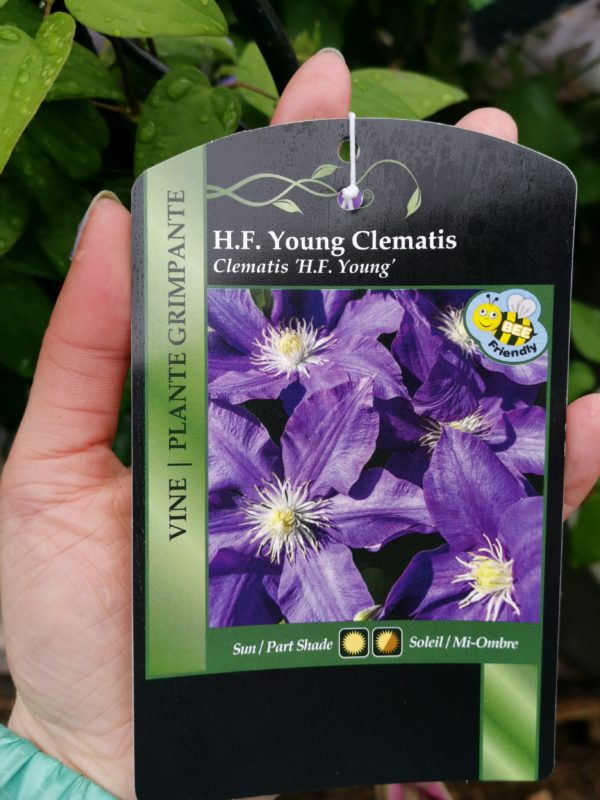 H.F. Young Clematis
Clematis 'H.F. Young'
VINE | PLANTE GRIMPANTE
BEE
Friendly
Sun / Part Shade
Soleil / Mi-Ombre